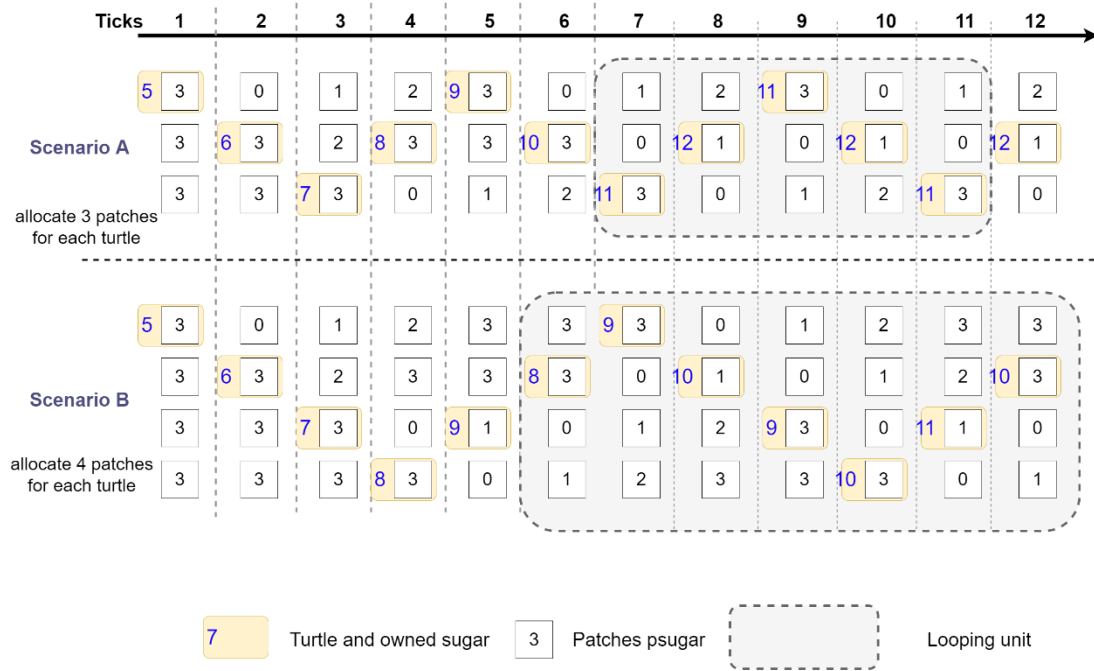 Ticks 1 2 3 4 5 6 7 8 9 10 11 12
5 3 0 1 2 9 3 0 1 2 11 3 0 1 2
Scenario A
3 6 3 2 8 3 3 10 3 0 12 1 0 12 1 0 12 1
3 3 7 3 0 1 2 11 3 0 1 2 11 3 0
allocate 3 patches
for each turtle
5 3 0 1 2 3 3 9 3 0 1 2 3 3
3 6 3 2 3 3 8 3 0 10 1 0 1 2 10 3
Scenario B
3 3 7 3 0 9 1 0 1 2 9 3 0 11 1 0
allocate 4 patches
for each turtle
3 3 3 8 3 0 1 2 3 3 10 3 0 1
7 Turtle and owned sugar 3 Patches psugar Looping unit